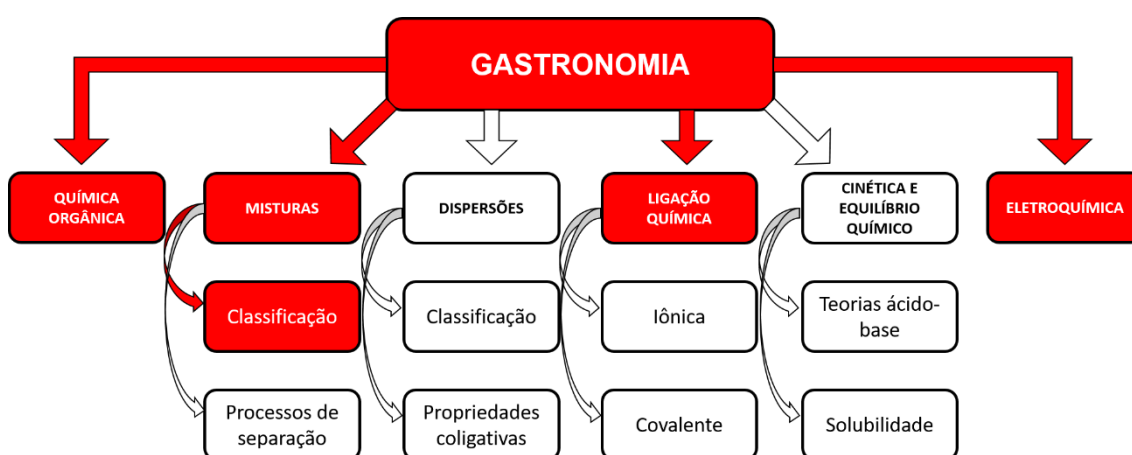 GASTRONOMIA
QUÍMICA
ORGÂNICA
MISTURAS
DISPERSÕES
LIGAÇÃO
QUÍMICA
CINÉTICA E
EQUILÍBRIO
QUÍMICO
ELETROQUÍMICA
Classificação
Classificação
Iônica
Teorias ácido-
base
Processos de
separação
Propriedades
coligativas
Covalente
Solubilidade